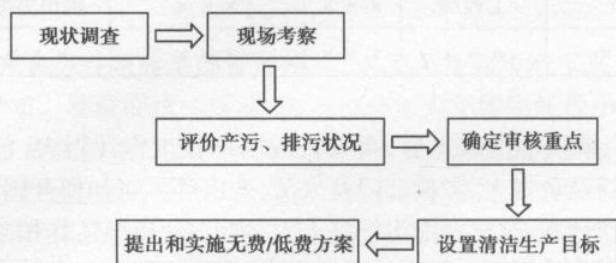 现状调查
现场考察
评价产污、排污状况
确定审核重点
设置清洁生产目标
提出和实施无费/低费方案